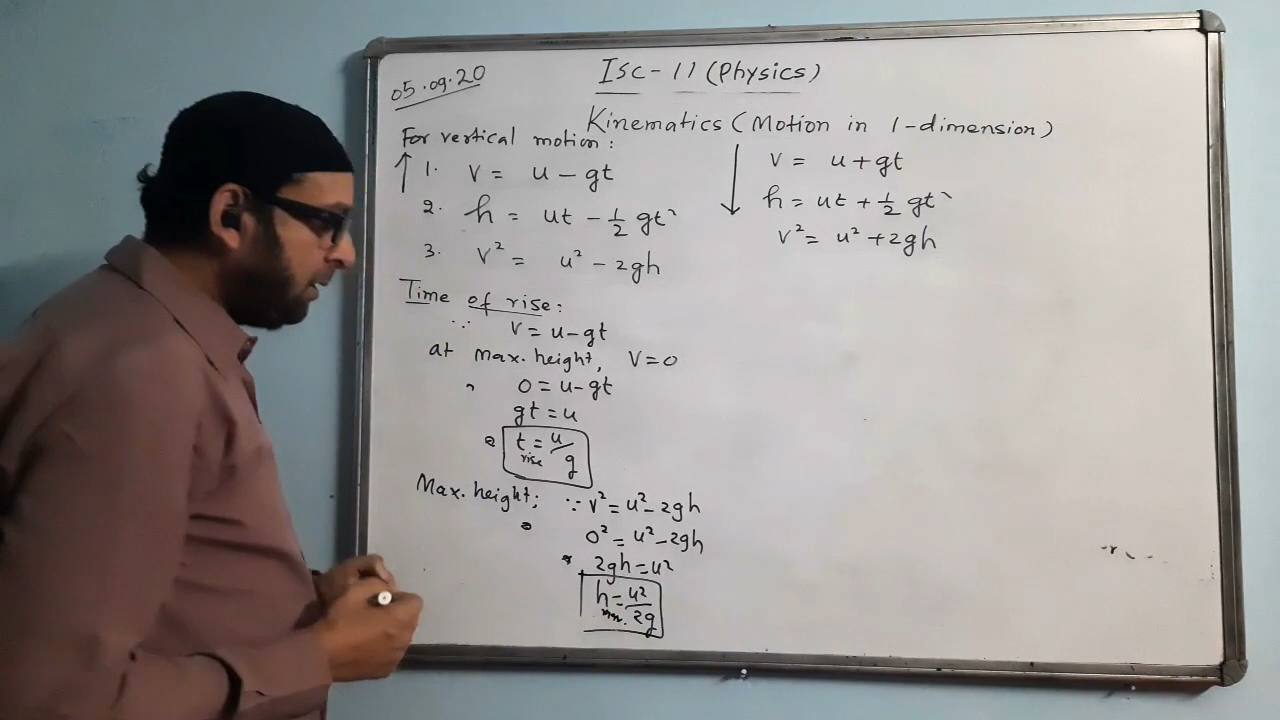 05.09.20
ISC-11 (Physics)
Kinematics (Motion in 1-dimension)
For vertical motion:
↑ 1. v = u - gt
2. h = ut - 1/2 gt²
3. v² = u² - 2gh
↓ v = u + gt
h = ut + 1/2 gt²
v² = u² + 2gh
Time of rise:
∵ v = u - gt
at max. height, v = 0
0 = u - gt
gt = u
t rise = u/g
Max. height; ∵ v² = u² - 2gh
0² = u² - 2gh
2gh = u²
h = u²/2g